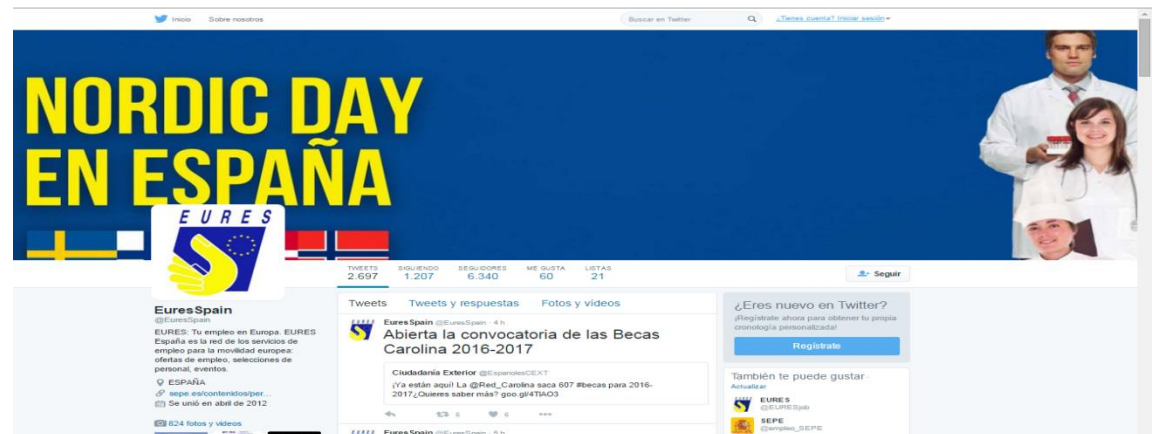 Inicio Sobre nosotros Buscar en Twitter ¿Tienes cuenta? Iniciar sesión
NORDIC DAY
EN ESPAÑA
EURES
TWEETS SIGUIENDO SEGUIDORES ME GUSTA LISTAS
2.697 1.207 6.340 60 21
Seguir
EuresSpain
@EuresSpain
EURES: Tu empleo en Europa. EURES
España es la red de los servicios de
empleo para la movilidad europea:
ofertas de empleo, selecciones de
personal, eventos.
ESPAÑA
sepe.es/contenidos/per...
Se unió en abril de 2012
824 fotos y vídeos
Tweets Tweets y respuestas Fotos y vídeos
EURES
EuresSpain @EuresSpain · 4 h
Abierta la convocatoria de las Becas
Carolina 2016-2017
Ciudadanía Exterior @EspanolesCEXT
¡Ya están aquí! La @Red_Carolina saca 607 #becas para 2016-
2017¿Quieres saber más? goo.gl/4TlAO3
6 6
EuresSpain @EuresSpain · 5 h
¿Eres nuevo en Twitter?
¡Regístrate ahora para obtener tu propia
cronología personalizada!
Regístrate
También te puede gustar
Actualizar
EURES
@EURESjob
SEPE
@empleo_SEPE